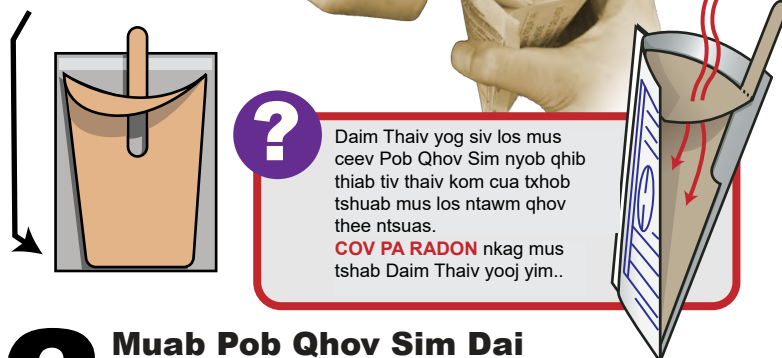 ?
Daim Thaiv yog siv los mus
ceev Pob Qhov Sim nyob qhib
thiab tiv thaiv kom cua txhob
tshuab mus los ntawm qhov
thee ntsuas.
COV PA RADON nkag mus
tshab Daim Thaiv yooj yim..
Muab Pob Qhov Sim Dai